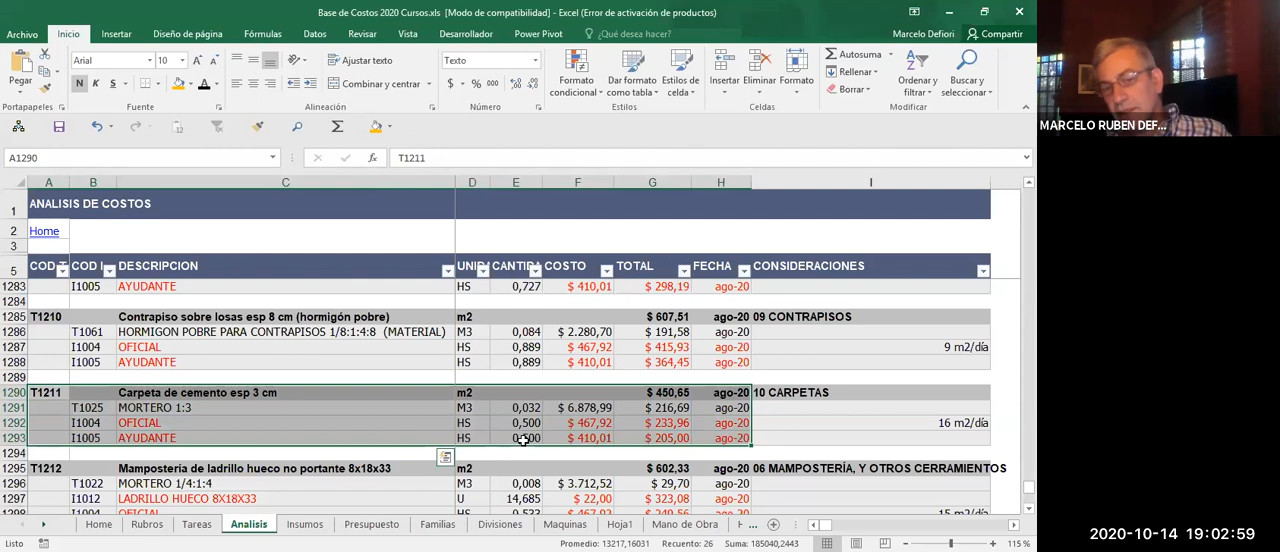 Base de Costos 2020 Cursos.xls [Modo de compatibilidad] - Excel (Error de activación de productos)
Archivo Inicio Insertar Diseño de página Fórmulas Datos Revisar Vista Desarrollador Power Pivot ¿Qué desea hacer? Marcelo Defiori Compartir
Pegar Arial 10 Ajustar texto Texto Formato condicional Dar formato como tabla Estilos de celda Insertar Eliminar Formato Autosuma Ordenar y filtrar Buscar y seleccionar
N K S Combinar y centrar $ % 000 Rellenar
Borrar
Portapapeles Fuente Alineación Número Estilos Celdas Modificar
A1290 fx T1211
A B C D E F G H I
1 ANALISIS DE COSTOS
2 Home
3
5 COD DESCRIPCION COSTO TOTAL FECHA CONSIDERACIONES
1283 I1005 AYUDANTE HS 0,727 $ 410,01 $ 298,19 ago-20
1284
1285 T1210 Contrapiso sobre losas esp 8 cm (hormigón pobre) m2 $ 607,51 ago-20 09 CONTRAPISOS
1286 T1061 HORMIGON POBRE PARA CONTRAPISOS 1/8:1:4:8 (MATERIAL) M3 0,084 $ 2.280,70 $ 191,58 ago-20
1287 I1004 OFICIAL HS 0,889 $ 467,92 $ 415,93 ago-20 9 m2/día
1288 I1005 AYUDANTE HS 0,889 $ 410,01 $ 364,45 ago-20
1289
1290 T1211 Carpeta de cemento esp 3 cm m2 $ 450,65 ago-20 10 CARPETAS
1291 T1025 MORTERO 1:3 M3 0,032 $ 6.878,99 $ 216,69 ago-20
1292 I1004 OFICIAL HS 0,500 $ 467,92 $ 233,96 ago-20 16 m2/día
1293 I1005 AYUDANTE HS $ 410,01 $ 205,00 ago-20
1294
1295 T1212 Mampostería de ladrillo hueco no portante 8x18x33 m2 $ 602,33 ago-20 06 MAMPOSTERÍA, Y OTROS CERRAMIENTOS
1296 T1022 MORTERO 1/4:1:4 M3 0,008 $ 3.712,52 $ 29,70 ago-20
1297 I1012 LADRILLO HUECO 8X18X33 U 14,685 $ 22,00 $ 323,08 ago-20
I1004 OFICIAL HS 0,533 $ 467,92 $ 249,56 ago-20 15 m2/día
Home Rubros Tareas Analisis Insumos Presupuesto Familias Divisiones Maquinas Hoja1 Mano de Obra H ...
Listo Promedio: 13217,16031 Recuento: 26 Suma: 185040,2443 115 %
MARCELO RUBEN DEF...
2020-10-14 19:02:59